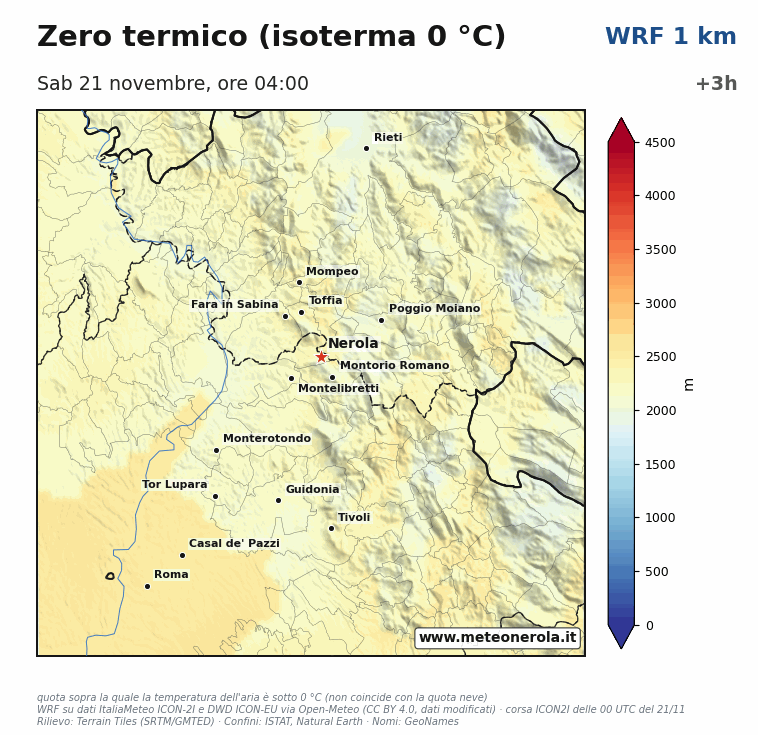 Zero termico (isoterma 0 °C)
WRF 1 km
Sab 21 novembre, ore 04:00
+3h
Rieti
Mompeo
Toffia
Fara in Sabina
Poggio Moiano
Nerola
Montorio Romano
Montelibretti
Monterotondo
Tor Lupara
Guidonia
Tivoli
Casal de' Pazzi
Roma
www.meteonerola.it
4500
4000
3500
3000
2500
2000
1500
1000
500
0
m
quota sopra la quale la temperatura dell'aria è sotto 0 °C (non coincide con la quota neve)
WRF su dati ItaliaMeteo ICON-2I e DWD ICON-EU via Open-Meteo (CC BY 4.0, dati modificati) · corsa ICON2I delle 00 UTC del 21/11
Rilievo: Terrain Tiles (SRTM/GMTED) · Confini: ISTAT, Natural Earth · Nomi: GeoNames